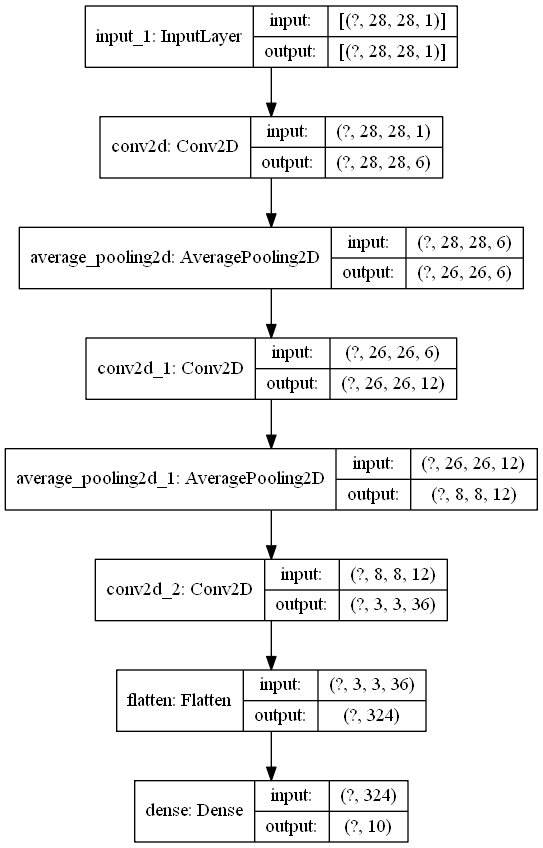 input_1: InputLayer
input: [(?, 28, 28, 1)]
output: [(?, 28, 28, 1)]
conv2d: Conv2D
input: (?, 28, 28, 1)
output: (?, 28, 28, 6)
average_pooling2d: AveragePooling2D
input: (?, 28, 28, 6)
output: (?, 26, 26, 6)
conv2d_1: Conv2D
input: (?, 26, 26, 6)
output: (?, 26, 26, 12)
average_pooling2d_1: AveragePooling2D
input: (?, 26, 26, 12)
output: (?, 8, 8, 12)
conv2d_2: Conv2D
input: (?, 8, 8, 12)
output: (?, 3, 3, 36)
flatten: Flatten
input: (?, 3, 3, 36)
output: (?, 324)
dense: Dense
input: (?, 324)
output: (?, 10)